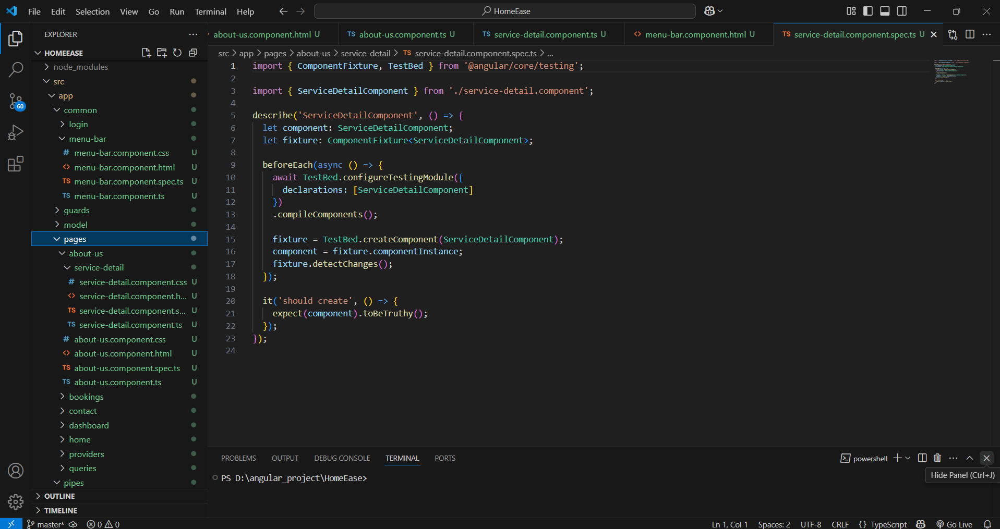 File Edit Selection View Go Run Terminal Help
HomeEase
EXPLORER
HOMEEASE
node_modules
src
app
common
login
menu-bar
# menu-bar.component.css U
<> menu-bar.component.html U
TS menu-bar.component.spec.ts U
TS menu-bar.component.ts U
guards
model
pages
about-us
service-detail
# service-detail.component.css U
<> service-detail.component.h... U
TS service-detail.component.s... U
TS service-detail.component.ts U
# about-us.component.css U
<> about-us.component.html U
TS about-us.component.spec.ts U
TS about-us.component.ts U
bookings
contact
dashboard
home
providers
queries
pipes
OUTLINE
TIMELINE
60
about-us.component.html U
TS about-us.component.ts U
TS service-detail.component.ts U
<> menu-bar.component.html U
TS service-detail.component.spec.ts U
src > app > pages > about-us > service-detail > TS service-detail.component.spec.ts > ...
1 import { ComponentFixture, TestBed } from '@angular/core/testing';
2
3 import { ServiceDetailComponent } from './service-detail.component';
4
5 describe('ServiceDetailComponent', () => {
6 let component: ServiceDetailComponent;
7 let fixture: ComponentFixture<ServiceDetailComponent>;
8
9 beforeEach(async () => {
10 await TestBed.configureTestingModule({
11 declarations: [ServiceDetailComponent]
12 })
13 .compileComponents();
14
15 fixture = TestBed.createComponent(ServiceDetailComponent);
16 component = fixture.componentInstance;
17 fixture.detectChanges();
18 });
19
20 it('should create', () => {
21 expect(component).toBeTruthy();
22 });
23 });
24
PROBLEMS OUTPUT DEBUG CONSOLE TERMINAL PORTS
powershell
Hide Panel (Ctrl+J)
PS D:\angular_project\HomeEase>
master* 0 0
Ln 1, Col 1 Spaces: 2 UTF-8 CRLF {} TypeScript Go Live